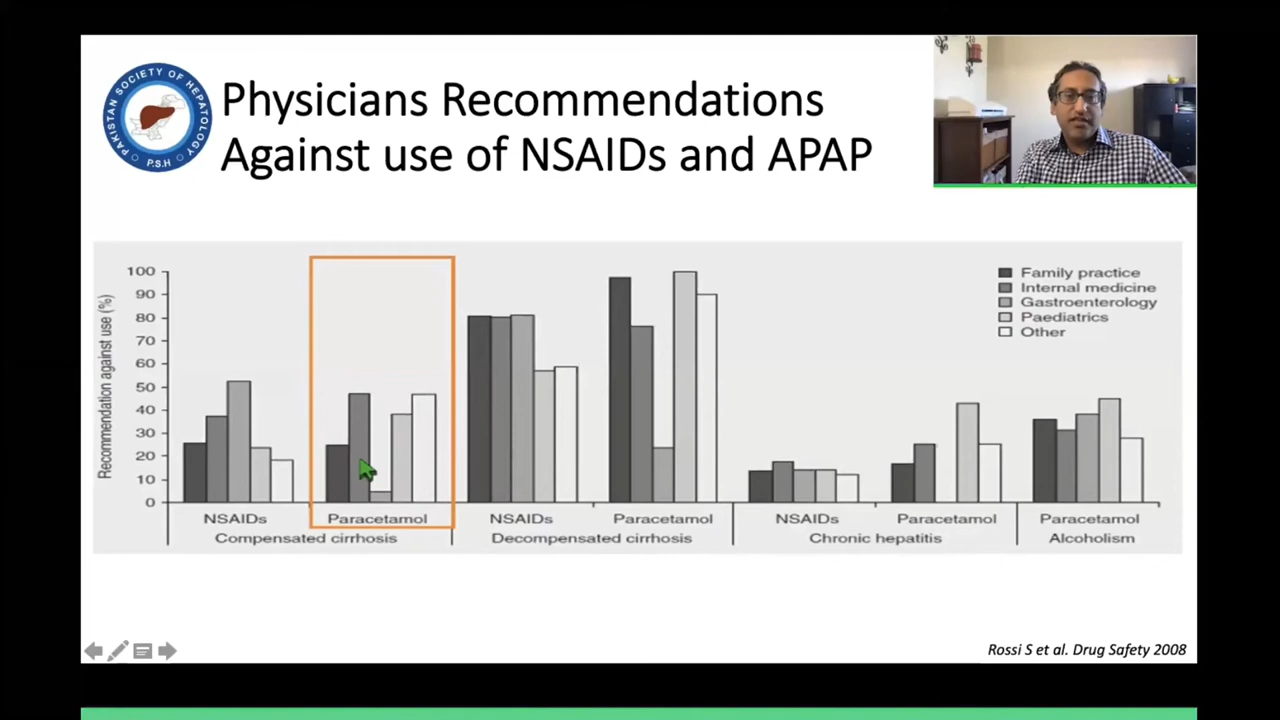 PAKISTAN SOCIETY OF HEPATOLOGY
P.S.H
Physicians Recommendations
Against use of NSAIDs and APAP
Recommendation against use (%)
100
90
80
70
60
50
40
30
20
10
0
Family practice
Internal medicine
Gastroenterology
Paediatrics
Other
NSAIDs Paracetamol NSAIDs Paracetamol NSAIDs Paracetamol Paracetamol
Compensated cirrhosis Decompensated cirrhosis Chronic hepatitis Alcoholism
Rossi S et al. Drug Safety 2008